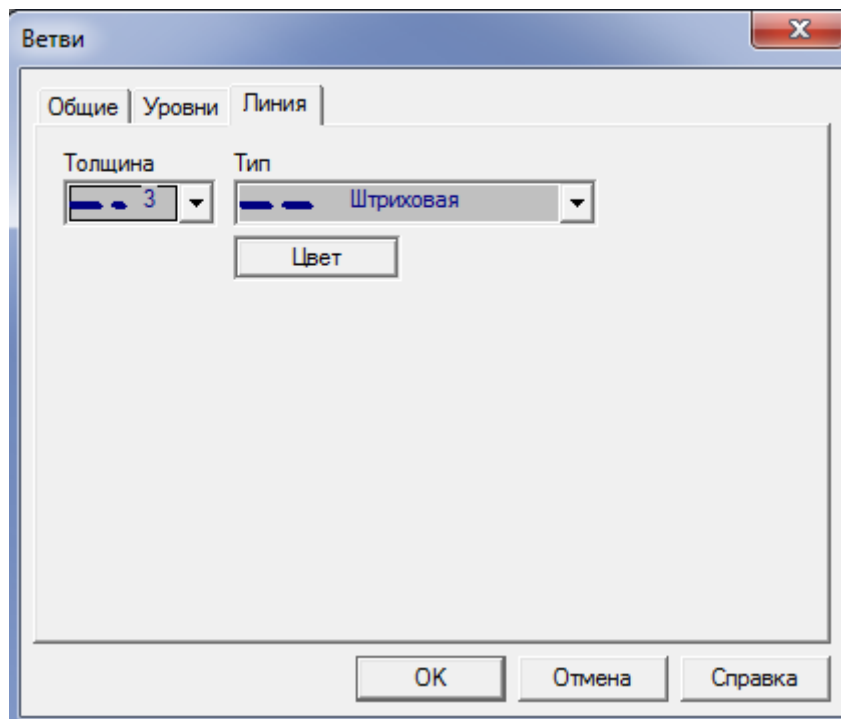 Ветви
Общие Уровни Линия
Толщина Тип
3 Штриховая
Цвет
OK Отмена Справка